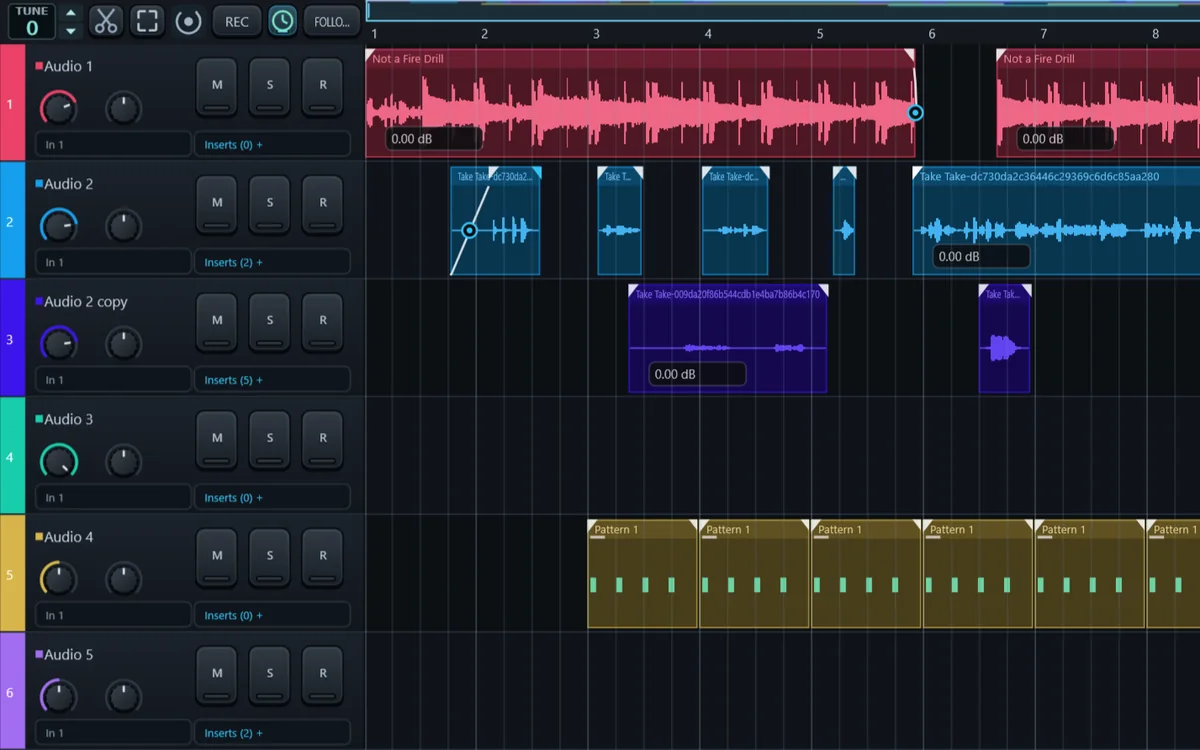 TUNE
0
REC
FOLLO...
1 2 3 4 5 6 7 8
1
Audio 1
M S R
In 1
Inserts (0) +
Not a Fire Drill
0.00 dB
Not a Fire Drill
0.00 dB
2
Audio 2
M S R
In 1
Inserts (2) +
Take Take-dc730da2...
Take T...
Take Take-dc...
...
Take Take-dc730da2c36446c29369c6d6c85aa280
0.00 dB
3
Audio 2 copy
M S R
In 1
Inserts (5) +
Take Take-009da20f86b544cdb1e4ba7b86b4c170
0.00 dB
Take Tak...
4
Audio 3
M S R
In 1
Inserts (0) +
5
Audio 4
M S R
In 1
Inserts (0) +
Pattern 1
Pattern 1
Pattern 1
Pattern 1
Pattern 1
Pattern 1
6
Audio 5
M S R
In 1
Inserts (2) +